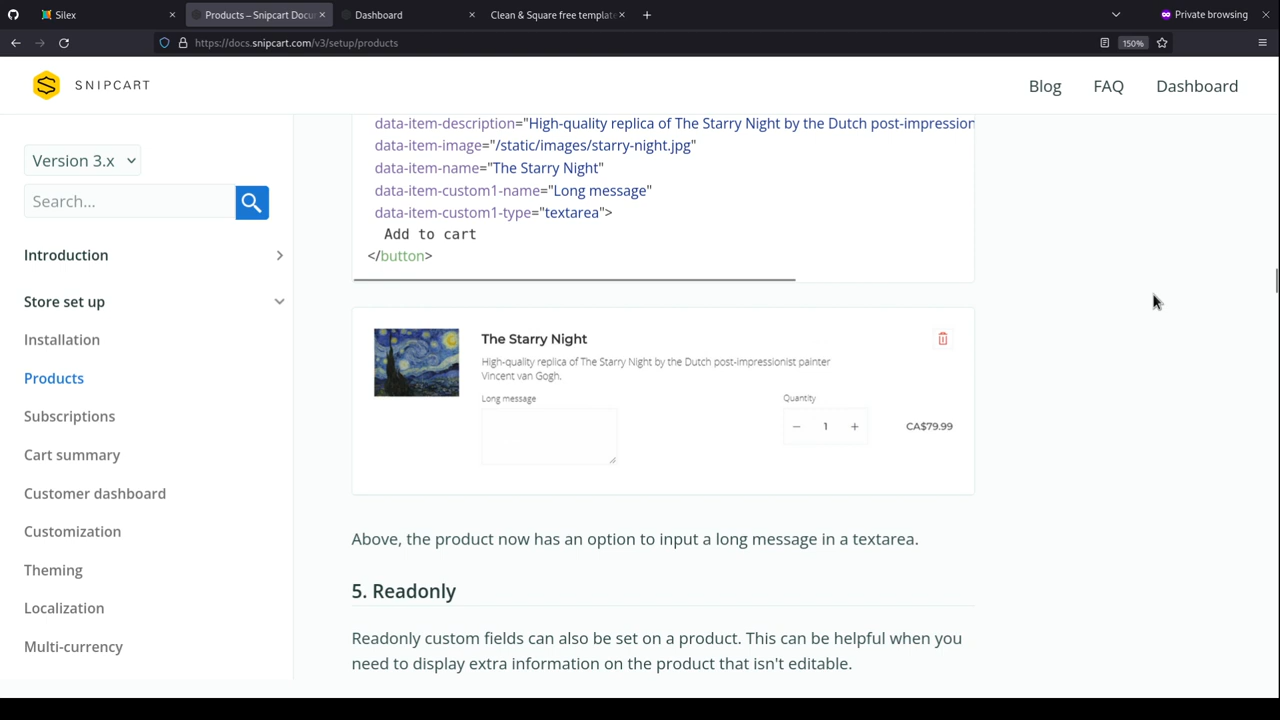 Silex
Products – Snipcart Docu
Dashboard
Clean & Square free templat
Private browsing
https://docs.snipcart.com/v3/setup/products
150%
SNIPCART
Blog
FAQ
Dashboard
Version 3.x
Search...
Introduction
Store set up
Installation
Products
Subscriptions
Cart summary
Customer dashboard
Customization
Theming
Localization
Multi-currency
data-item-description="High-quality replica of The Starry Night by the Dutch post-impression
data-item-image="/static/images/starry-night.jpg"
data-item-name="The Starry Night"
data-item-custom1-name="Long message"
data-item-custom1-type="textarea">
Add to cart
</button>
The Starry Night
High-quality replica of The Starry Night by the Dutch post-impressionist painter
Vincent van Gogh.
Long message
Quantity
1
CA$79.99
Above, the product now has an option to input a long message in a textarea.
5. Readonly
Readonly custom fields can also be set on a product. This can be helpful when you
need to display extra information on the product that isn't editable.